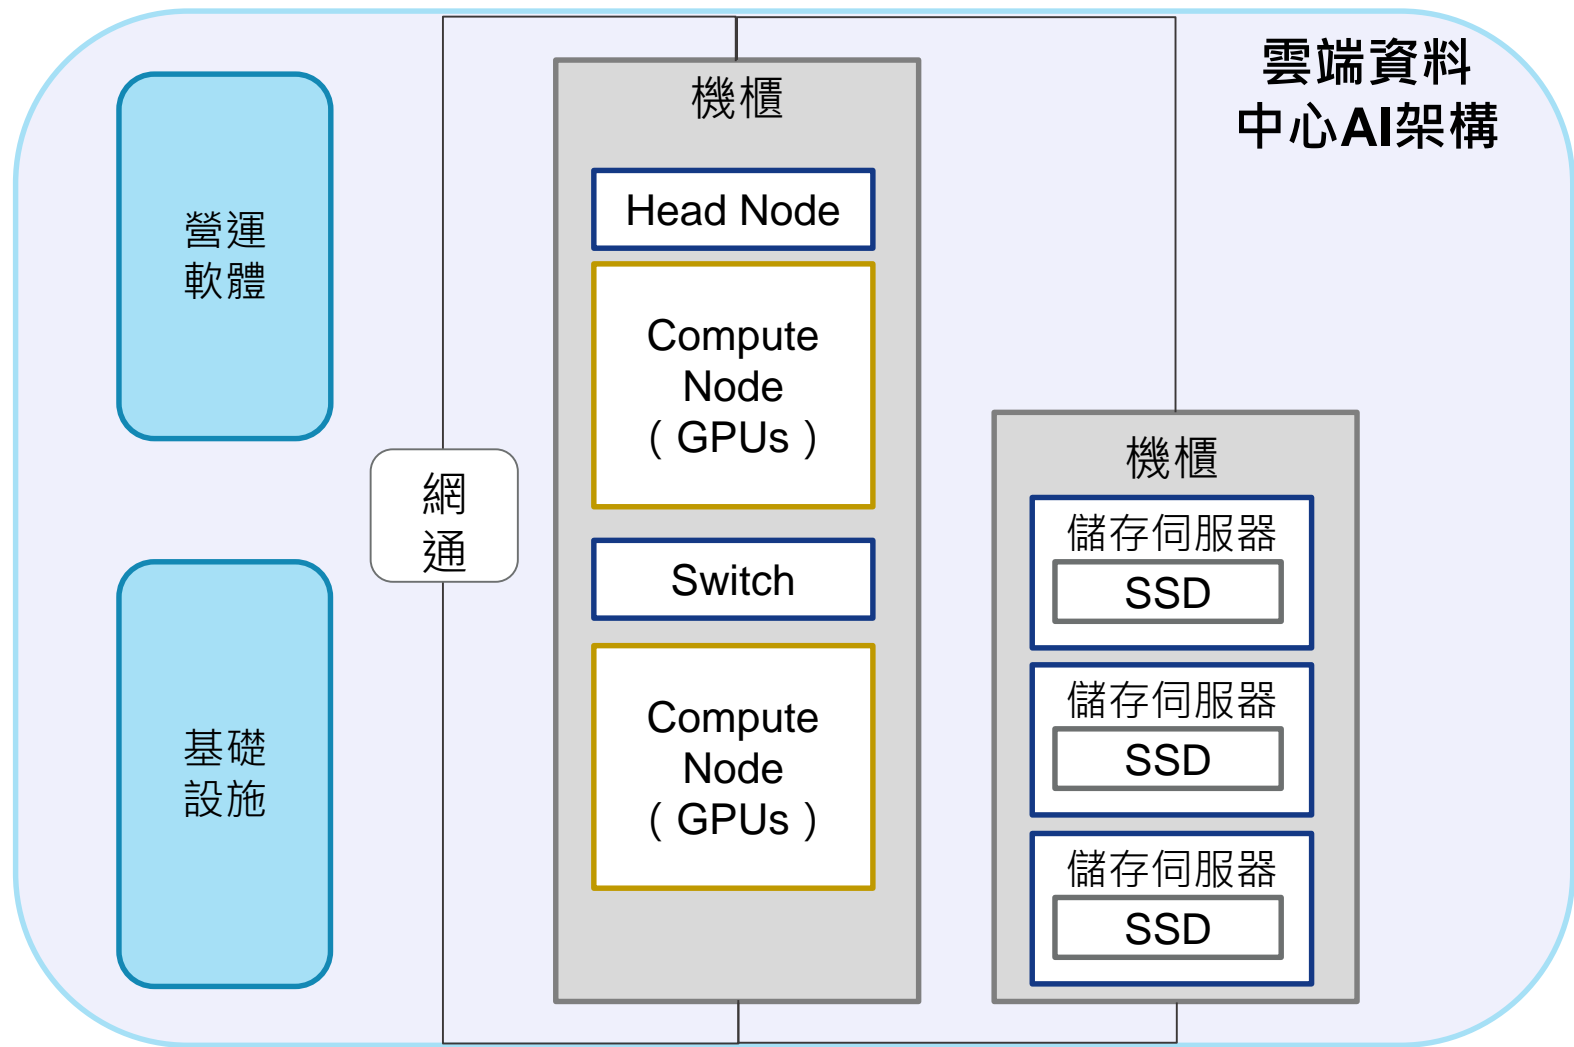 雲端資料
中心AI架構
營運
軟體
基礎
設施
網
通
機櫃
Head Node
Compute
Node
（GPUs）
Switch
Compute
Node
（GPUs）
機櫃
儲存伺服器
SSD
儲存伺服器
SSD
儲存伺服器
SSD